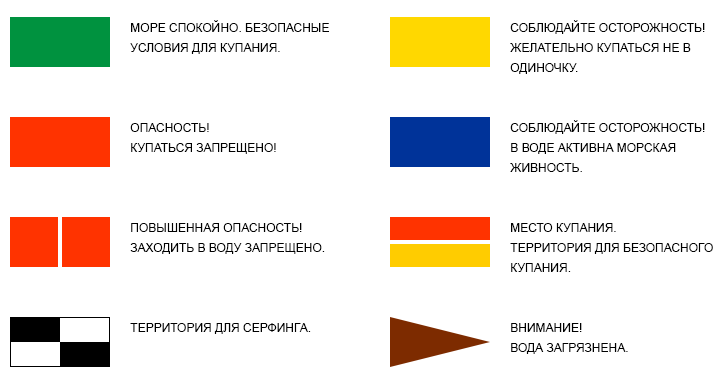 МОРЕ СПОКОЙНО. БЕЗОПАСНЫЕ
УСЛОВИЯ ДЛЯ КУПАНИЯ.
СОБЛЮДАЙТЕ ОСТОРОЖНОСТЬ!
ЖЕЛАТЕЛЬНО КУПАТЬСЯ НЕ В
ОДИНОЧКУ.
ОПАСНОСТЬ!
КУПАТЬСЯ ЗАПРЕЩЕНО!
СОБЛЮДАЙТЕ ОСТОРОЖНОСТЬ!
В ВОДЕ АКТИВНА МОРСКАЯ
ЖИВНОСТЬ.
ПОВЫШЕННАЯ ОПАСНОСТЬ!
ЗАХОДИТЬ В ВОДУ ЗАПРЕЩЕНО.
МЕСТО КУПАНИЯ.
ТЕРРИТОРИЯ ДЛЯ БЕЗОПАСНОГО
КУПАНИЯ.
ТЕРРИТОРИЯ ДЛЯ СЕРФИНГА.
ВНИМАНИЕ!
ВОДА ЗАГРЯЗНЕНА.